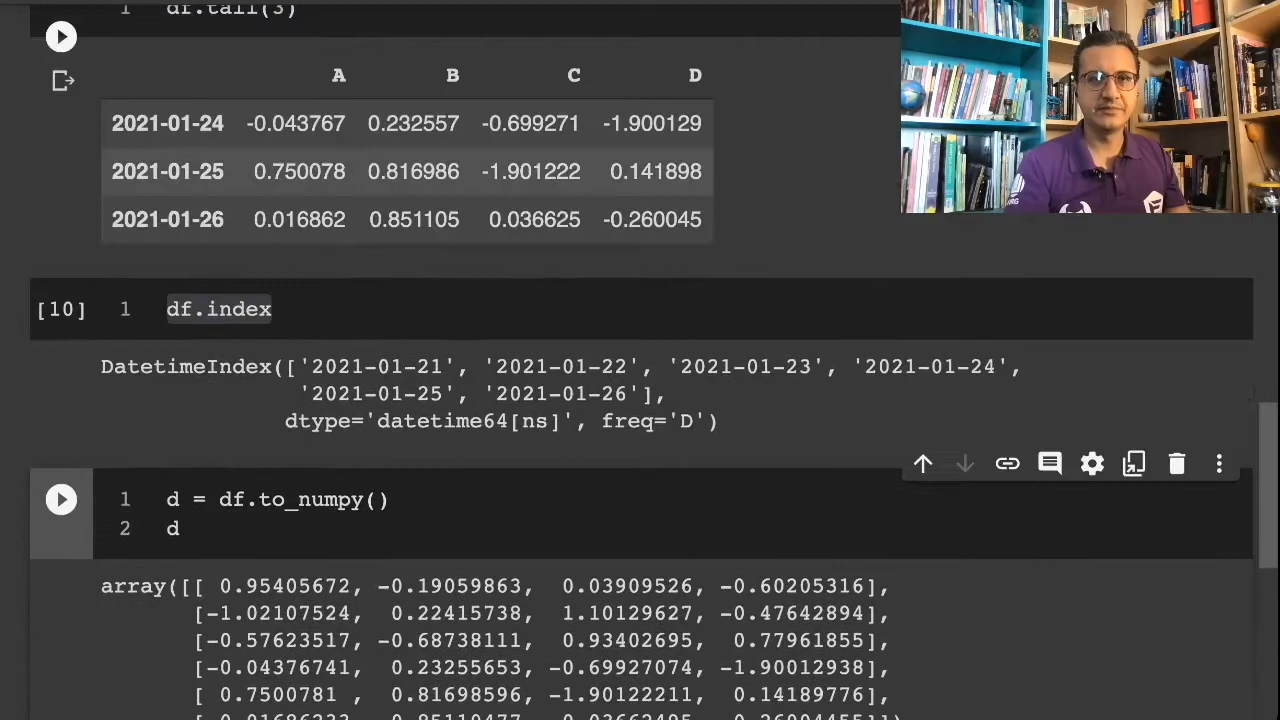 1 df.tail(3)
A B C D
2021-01-24 -0.043767 0.232557 -0.699271 -1.900129
2021-01-25 0.750078 0.816986 -1.901222 0.141898
2021-01-26 0.016862 0.851105 0.036625 -0.260045
[10] 1 df.index
DatetimeIndex(['2021-01-21', '2021-01-22', '2021-01-23', '2021-01-24',
'2021-01-25', '2021-01-26'],
dtype='datetime64[ns]', freq='D')
1 d = df.to_numpy()
2 d
array([[ 0.95405672, -0.19059863, 0.03909526, -0.60205316],
[-1.02107524, 0.22415738, 1.10129627, -0.47642894],
[-0.57623517, -0.68738111, 0.93402695, 0.77961855],
[-0.04376741, 0.23255653, -0.69927074, -1.90012938],
[ 0.7500781 , 0.81698596, -1.90122211, 0.14189776],